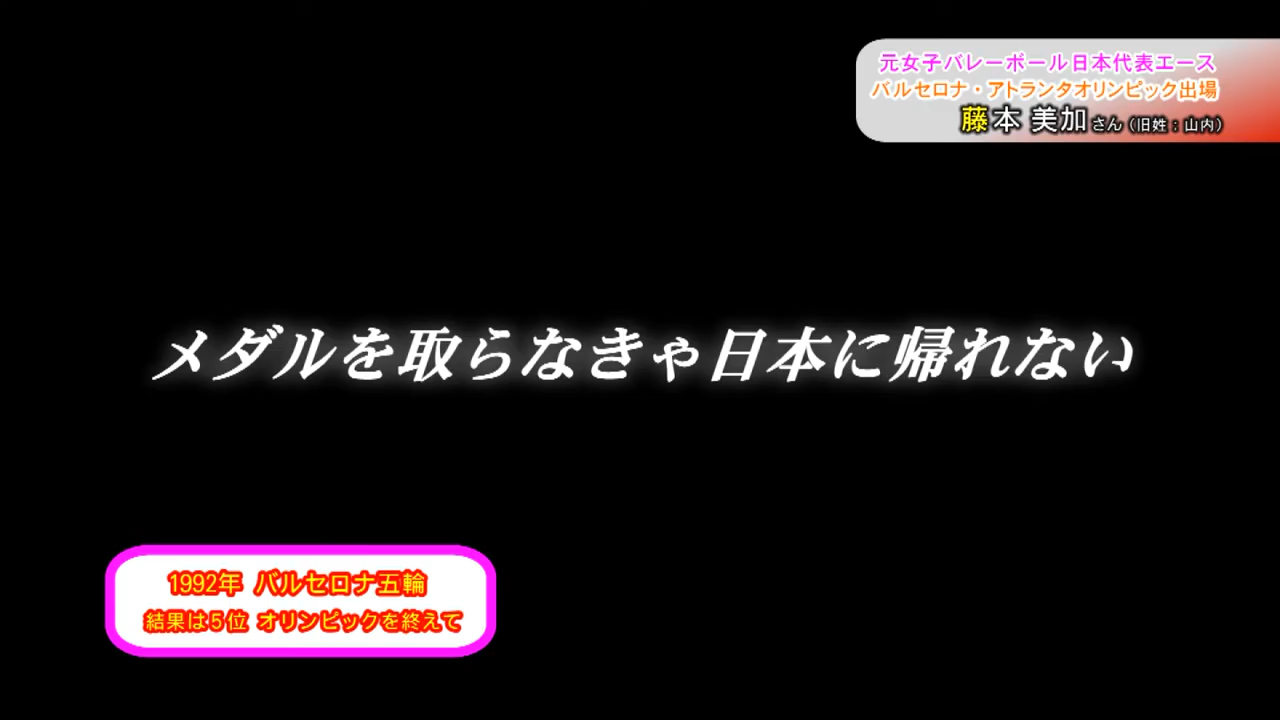 元女子バレーボール日本代表エース
バルセロナ・アトランタオリンピック出場
藤本 美加さん（旧姓：山内）
メダルを取らなきゃ日本に帰れない
1992年 バルセロナ五輪
結果は５位 オリンピックを終えて